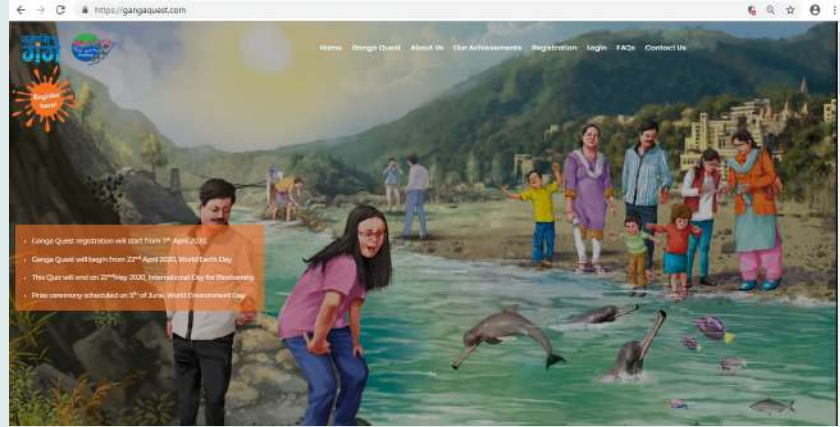 https://gangaquest.com
गंगा
Home Ganga Quest About Us Our Achievements Registration Login FAQs Contact Us
Register
here!
Ganga Quest registration will start from 7th April 2020.
Ganga Quest will begin from 22nd April 2020, World Earth Day
This Quiz will end on 22nd May 2020, International Day for Biodiversity
Prize ceremony scheduled on 5th of June, World Environment Day